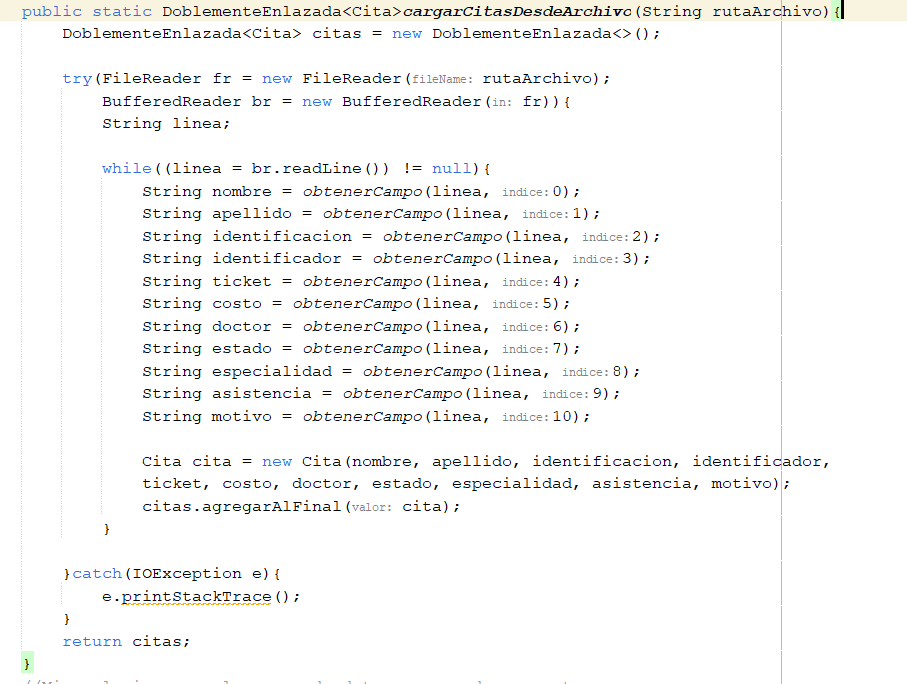 public static DoblementeEnlazada<Cita>cargarCitasDesdeArchivo(String rutaArchivo){
DoblementeEnlazada<Cita> citas = new DoblementeEnlazada<>();
try(FileReader fr = new FileReader(fileName: rutaArchivo);
BufferedReader br = new BufferedReader(in: fr)){
String linea;
while((linea = br.readLine()) != null){
String nombre = obtenerCampo(linea, indice: 0);
String apellido = obtenerCampo(linea, indice: 1);
String identificacion = obtenerCampo(linea, indice: 2);
String identificador = obtenerCampo(linea, indice: 3);
String ticket = obtenerCampo(linea, indice: 4);
String costo = obtenerCampo(linea, indice: 5);
String doctor = obtenerCampo(linea, indice: 6);
String estado = obtenerCampo(linea, indice: 7);
String especialidad = obtenerCampo(linea, indice: 8);
String asistencia = obtenerCampo(linea, indice: 9);
String motivo = obtenerCampo(linea, indice: 10);
Cita cita = new Cita(nombre, apellido, identificacion, identificador,
ticket, costo, doctor, estado, especialidad, asistencia, motivo);
citas.agregarAlFinal(valor: cita);
}
}catch(IOException e){
e.printStackTrace();
}
return citas;
}